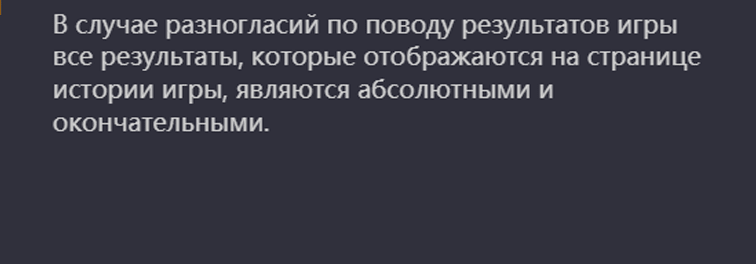 В случае разногласий по поводу результатов игры
все результаты, которые отображаются на странице
истории игры, являются абсолютными и
окончательными.